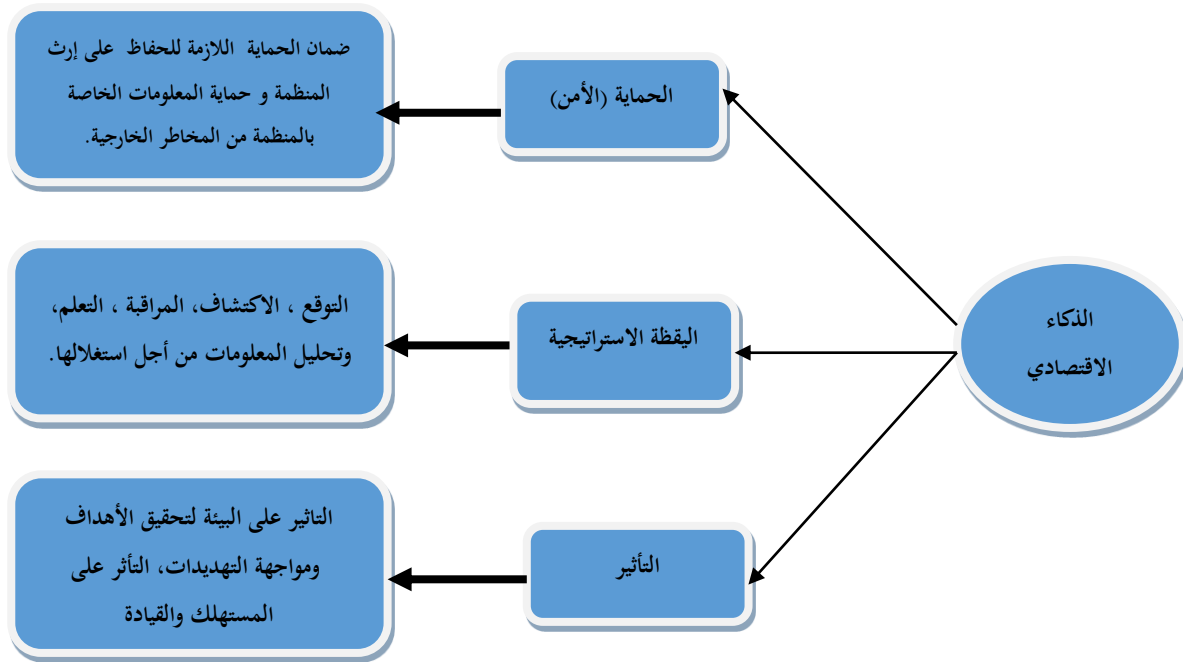 الذكاء
الاقتصادي
الحماية (الأمن)
ضمان الحماية اللازمة للحفاظ على إرث
المنظمة و حماية المعلومات الخاصة
بالمنظمة من المخاطر الخارجية.
اليقظة الاستراتيجية
التوقع ، الاكتشاف، المراقبة ، التعلم،
وتحليل المعلومات من أجل استغلالها.
التأثير
التاثير على البيئة لتحقيق الأهداف
ومواجهة التهديدات، التأثر على
المستهلك والقيادة